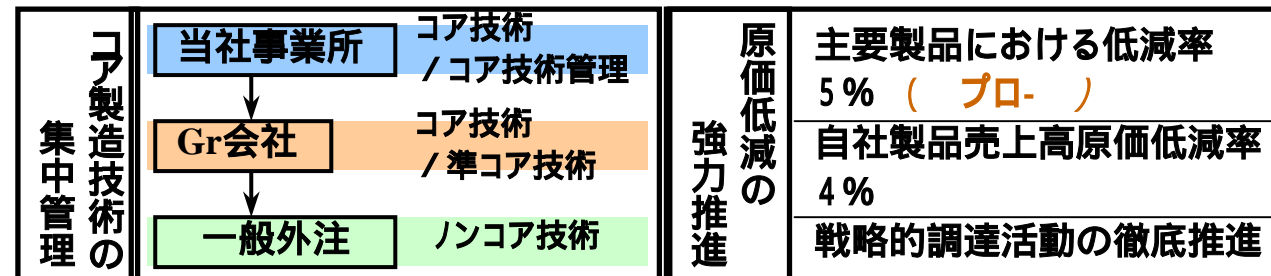 コア製造技術の
集中管理
当社事業所
コア技術
/コア技術管理
Gr会社
コア技術
/準コア技術
一般外注
ノンコア技術
原価低減の
強力推進
主要製品における低減率
5% ( プロ- )
自社製品売上高原価低減率
4%
戦略的調達活動の徹底推進